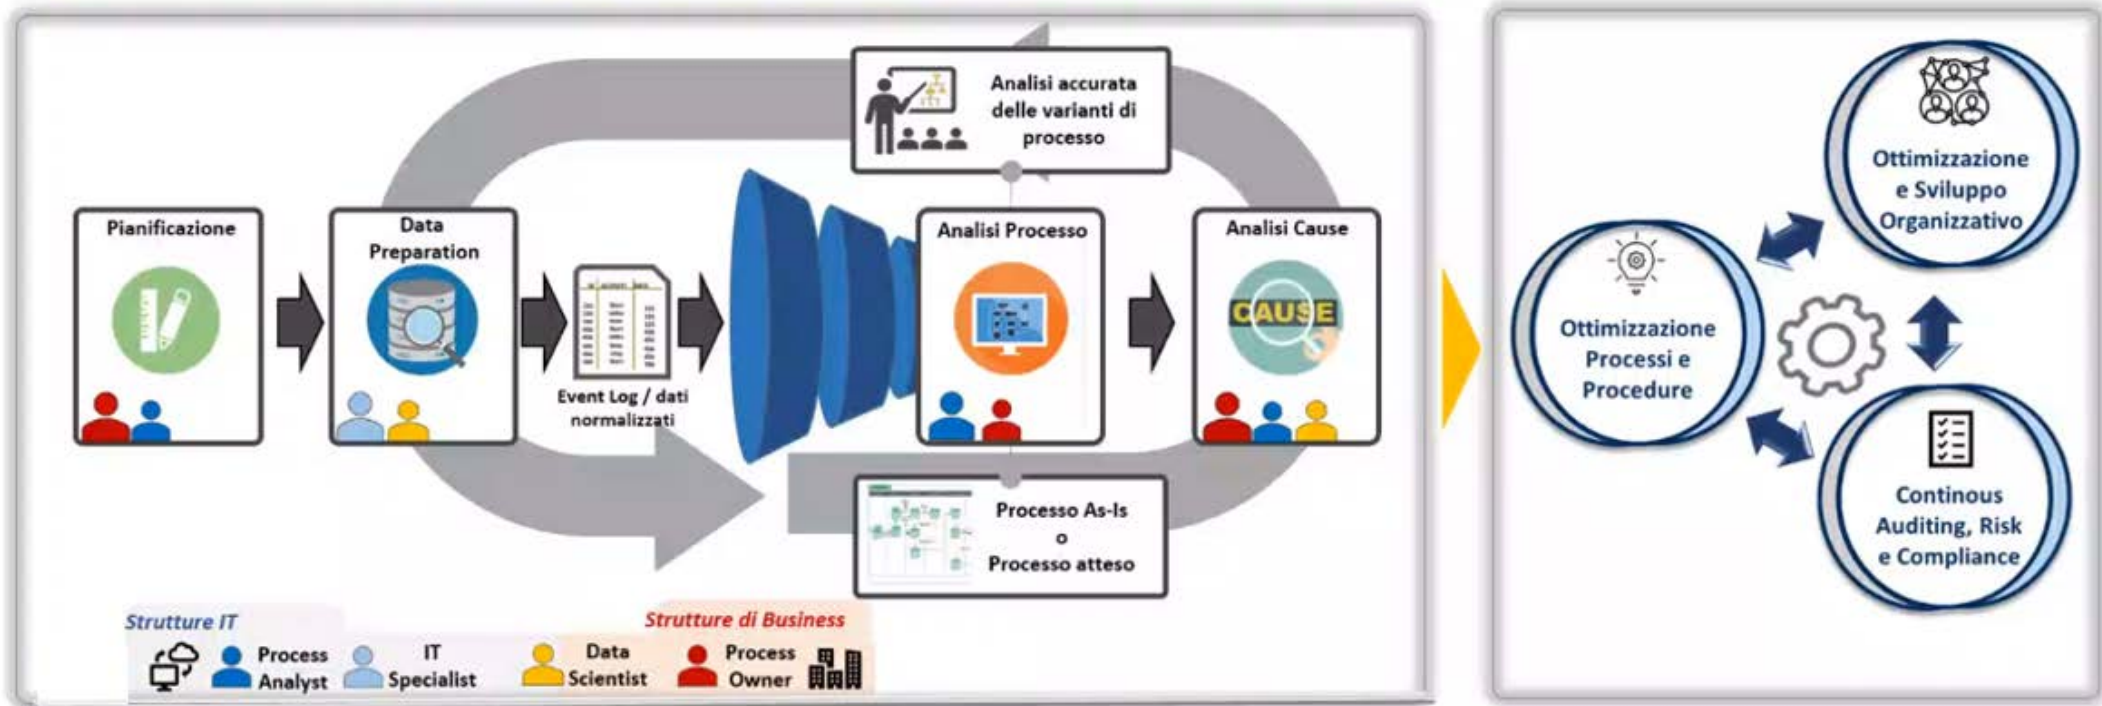 Analisi accurata
delle varianti di
processo
Pianificazione
Data
Preparation
Event Log / dati
normalizzati
Analisi Processo
Analisi Cause
CAUSE
Processo As-Is
o
Processo atteso
Strutture IT
Strutture di Business
Process
Analyst
IT
Specialist
Data
Scientist
Process
Owner
Ottimizzazione
e Sviluppo
Organizzativo
Ottimizzazione
Processi e
Procedure
Continous
Auditing, Risk
e Compliance